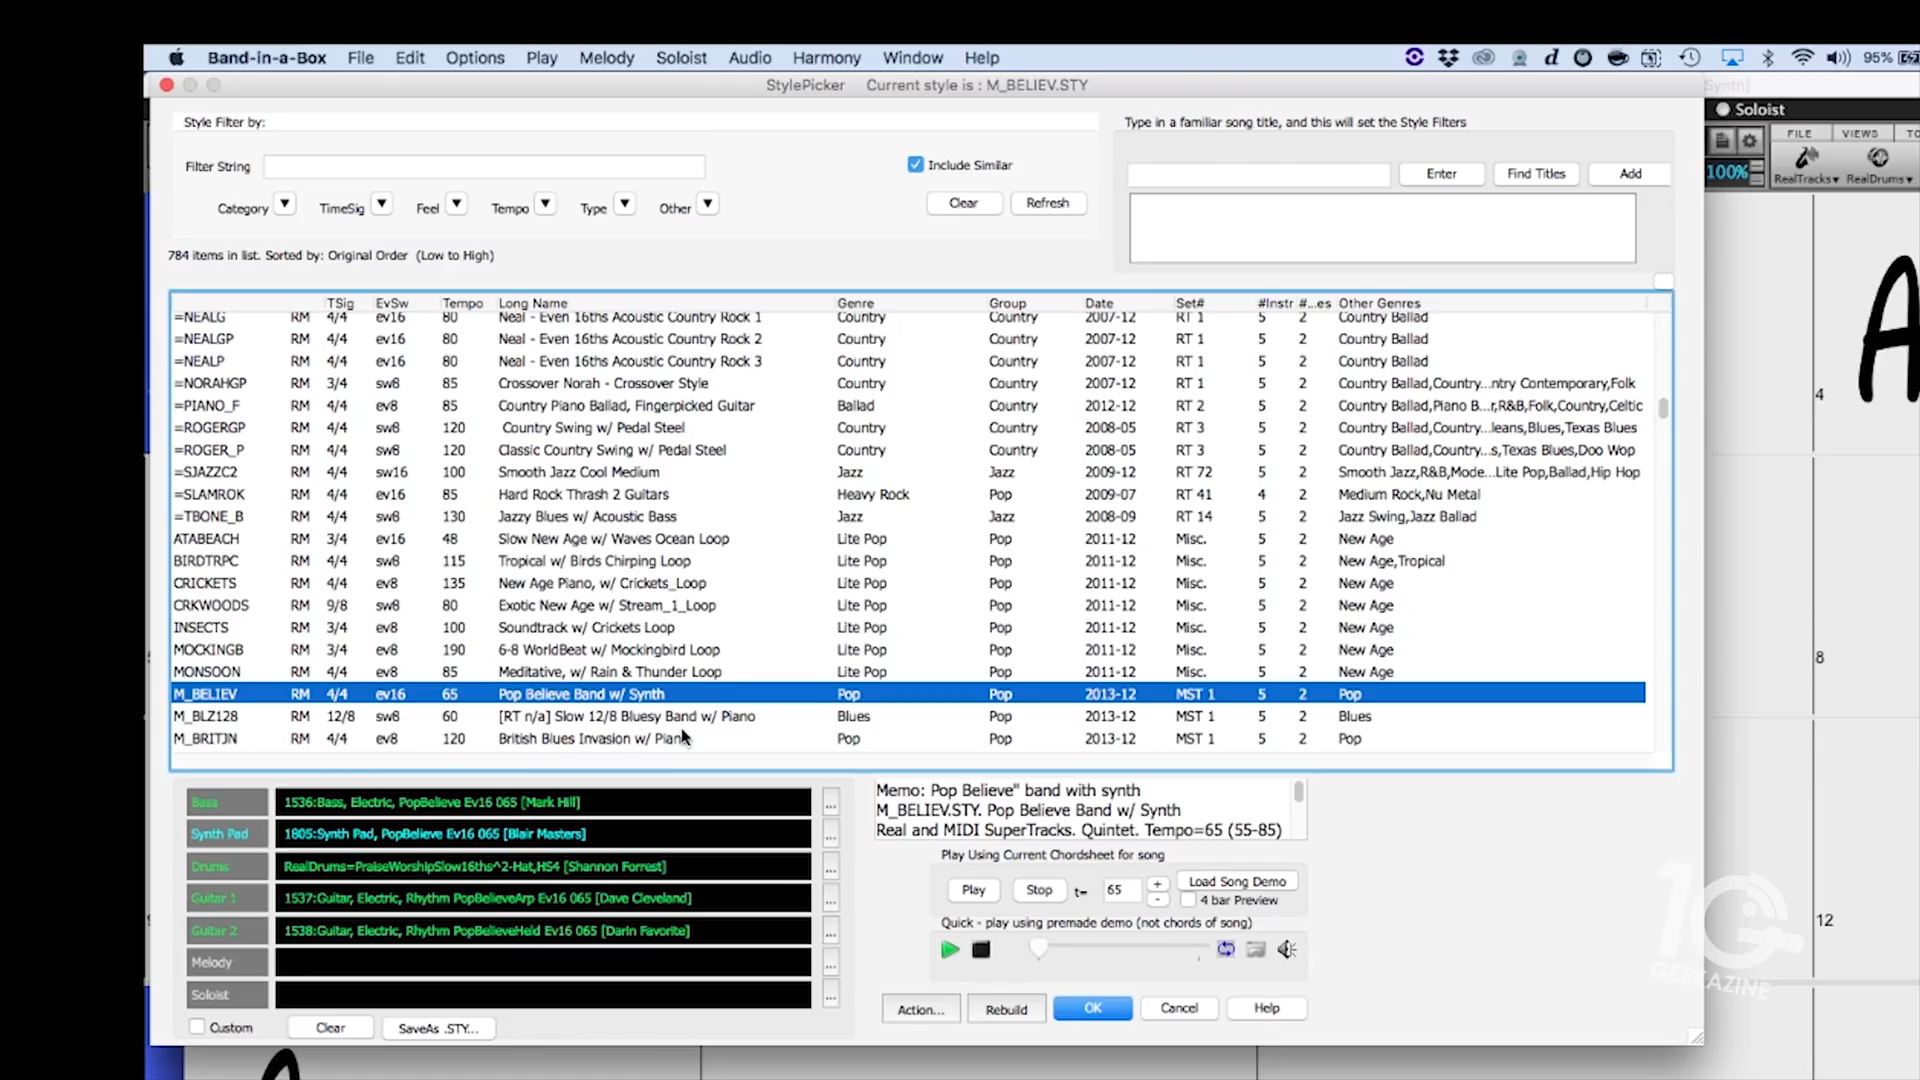 Band-in-a-Box File Edit Options Play Melody Soloist Audio Harmony Window Help 95%
StylePicker Current style is : M_BELIEV.STY
Style Filter by:
Filter String
Include Similar
Category TimeSig Feel Tempo Type Other
Clear Refresh
Type in a familiar song title, and this will set the Style Filters
Enter Find Titles Add
784 items in list. Sorted by: Original Order (Low to High)
TSig EvSw Tempo Long Name Genre Group Date Set# #Instr #...es Other Genres
=NEALG RM 4/4 ev16 80 Neal - Even 16ths Acoustic Country Rock 1 Country Country 2007-12 RT 1 5 2 Country Ballad
=NEALGP RM 4/4 ev16 80 Neal - Even 16ths Acoustic Country Rock 2 Country Country 2007-12 RT 1 5 2 Country Ballad
=NEALP RM 4/4 ev16 80 Neal - Even 16ths Acoustic Country Rock 3 Country Country 2007-12 RT 1 5 2 Country Ballad
=NORAHGP RM 3/4 sw8 85 Crossover Norah - Crossover Style Country Country 2007-12 RT 1 5 2 Country Ballad,Country...ntry Contemporary,Folk
=PIANO_F RM 4/4 ev8 85 Country Piano Ballad, Fingerpicked Guitar Ballad Country 2012-12 RT 2 5 2 Country Ballad,Piano B...r,R&B,Folk,Country,Celtic
=ROGERGP RM 4/4 sw8 120 Country Swing w/ Pedal Steel Country Country 2008-05 RT 3 5 2 Country Ballad,Country...leans,Blues,Texas Blues
=ROGER_P RM 4/4 sw8 120 Classic Country Swing w/ Pedal Steel Country Country 2008-05 RT 3 5 2 Country Ballad,Country...s,Texas Blues,Doo Wop
=SJAZZC2 RM 4/4 sw16 100 Smooth Jazz Cool Medium Jazz Jazz 2009-12 RT 72 5 2 Smooth Jazz,R&B,Mode...Lite Pop,Ballad,Hip Hop
=SLAMROK RM 4/4 ev16 85 Hard Rock Thrash 2 Guitars Heavy Rock Pop 2009-07 RT 41 4 2 Medium Rock,Nu Metal
=TBONE_B RM 4/4 sw8 130 Jazzy Blues w/ Acoustic Bass Jazz Jazz 2008-09 RT 14 5 2 Jazz Swing,Jazz Ballad
ATABEACH RM 3/4 ev16 48 Slow New Age w/ Waves Ocean Loop Lite Pop Pop 2011-12 Misc. 5 2 New Age
BIRDTRPC RM 4/4 sw8 115 Tropical w/ Birds Chirping Loop Lite Pop Pop 2011-12 Misc. 5 2 New Age,Tropical
CRICKETS RM 4/4 ev8 135 New Age Piano, w/ Crickets_Loop Lite Pop Pop 2011-12 Misc. 5 2 New Age
CRKWOODS RM 9/8 sw8 80 Exotic New Age w/ Stream_1_Loop Lite Pop Pop 2011-12 Misc. 5 2 New Age
INSECTS RM 3/4 ev8 100 Soundtrack w/ Crickets Loop Lite Pop Pop 2011-12 Misc. 5 2 New Age
MOCKINGB RM 3/4 ev8 190 6-8 WorldBeat w/ Mockingbird Loop Lite Pop Pop 2011-12 Misc. 5 2 New Age
MONSOON RM 4/4 ev8 85 Meditative, w/ Rain & Thunder Loop Lite Pop Pop 2011-12 Misc. 5 2 New Age
M_BELIEV RM 4/4 ev16 65 Pop Believe Band w/ Synth Pop Pop 2013-12 MST 1 5 2 Pop
M_BLZ128 RM 12/8 sw8 60 [RT n/a] Slow 12/8 Bluesy Band w/ Piano Blues Pop 2013-12 MST 1 5 2 Blues
M_BRITJN RM 4/4 ev8 120 British Blues Invasion w/ Piano Pop Pop 2013-12 MST 1 5 2 Pop
Bass 1536:Bass, Electric, PopBelieve Ev16 065 [Mark Hill] ...
Synth Pad 1805:Synth Pad, PopBelieve Ev16 065 [Blair Masters] ...
Drums RealDrums=PraiseWorshipSlow16ths^2-Hat,HS4 [Shannon Forrest] ...
Guitar 1 1537:Guitar, Electric, Rhythm PopBelieveArp Ev16 065 [Dave Cleveland] ...
Guitar 2 1538:Guitar, Electric, Rhythm PopBelieveHeld Ev16 065 [Darin Favorite] ...
Melody ...
Soloist ...
Custom Clear SaveAs .STY...
Memo: Pop Believe" band with synth
M_BELIEV.STY. Pop Believe Band w/ Synth
Real and MIDI SuperTracks. Quintet. Tempo=65 (55-85)
Play Using Current Chordsheet for song
Play Stop t= 65 + - Load Song Demo
4 bar Preview
Quick - play using premade demo (not chords of song)
Action... Rebuild OK Cancel Help
Synth]
Soloist
FILE VIEWS TO
100% RealTracks RealDrums
4 A
8
12
A
GEEKAZINE